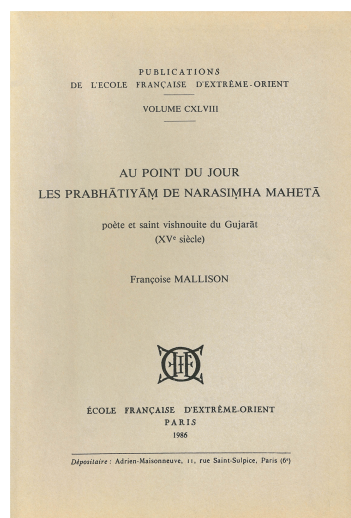 PUBLICATIONS
DE L'ECOLE FRANÇAISE D'EXTRÊME-ORIENT
VOLUME CXLVIII
AU POINT DU JOUR
LES PRABHĀTIYĀṂ DE NARASIṂHA MAHETĀ
poète et saint vishnouite du Gujarāt
(XVe siècle)
Françoise MALLISON
ÉCOLE FRANÇAISE D'EXTRÊME-ORIENT
PARIS
1986
Dépositaire : Adrien-Maisonneuve, 11, rue Saint-Sulpice, Paris (6e)